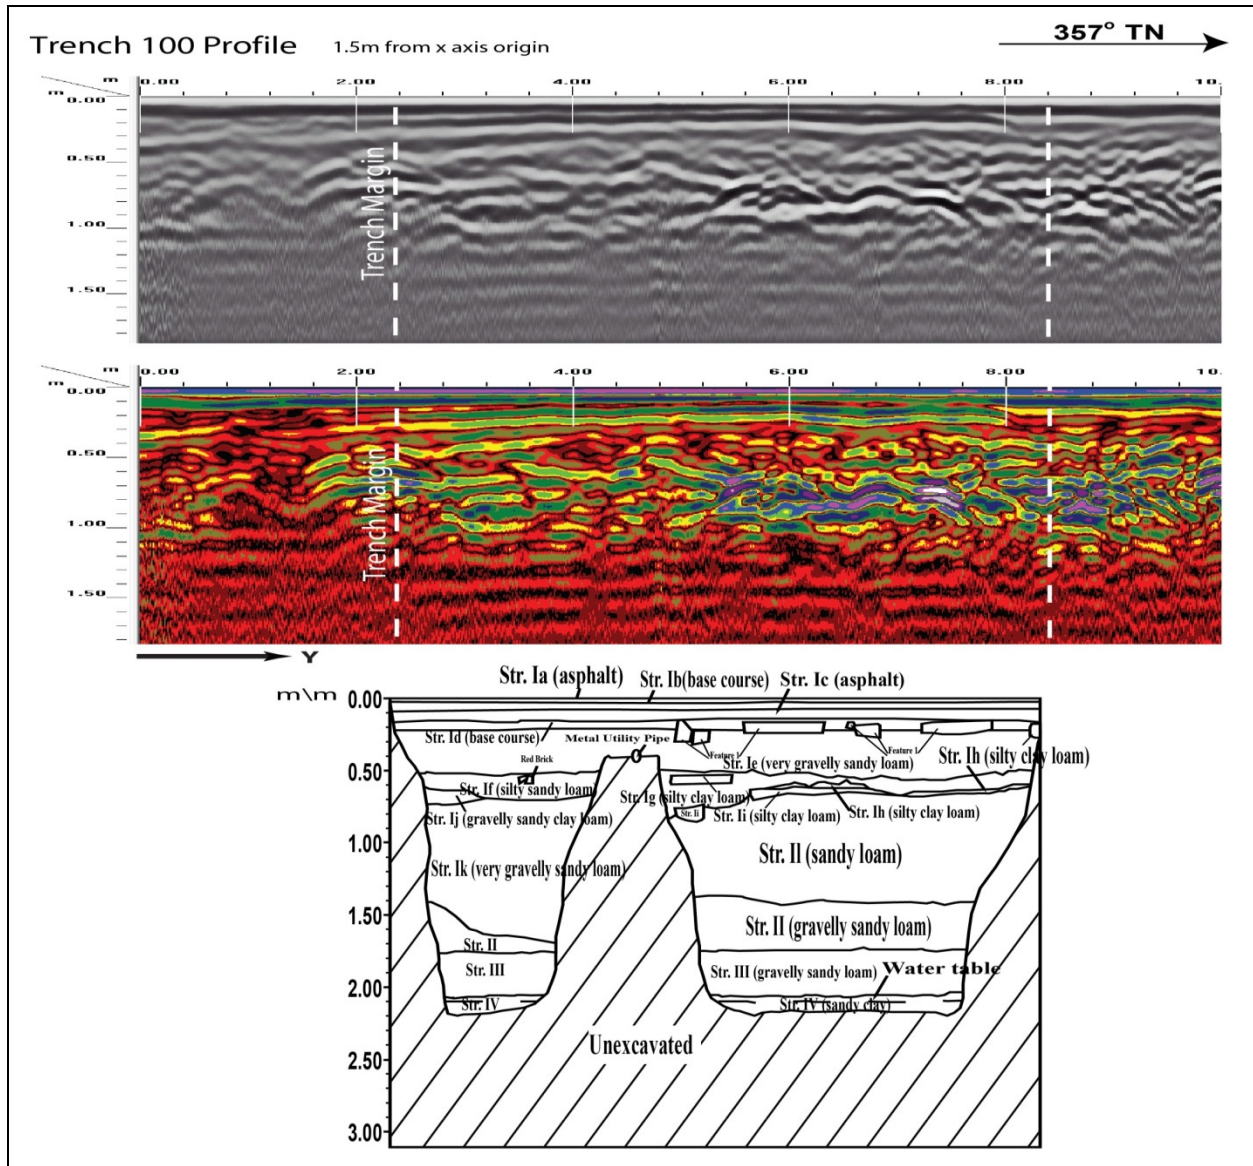 Trench 100 Profile 1.5m from x axis origin 357° TN
m 0.00 2.00 4.00 6.00 8.00 10.
0.00
0.50
1.00
1.50
Trench Margin
m 0.00 2.00 4.00 6.00 8.00 10.
0.00
0.50
1.00
1.50
Trench Margin
Y
m\m
Str. Ia (asphalt)
Str. Ib(base course)
Str. Ic (asphalt)
0.00
Str. Id (base course)
Metal Utility Pipe
Feature 1
Feature 1
Str. Ie (very gravelly sandy loam)
Str. Ih (silty clay loam)
0.50
Red Brick
Str. If (silty sandy loam)
Str. Ig (silty clay loam)
Str. Ij (gravelly sandy clay loam)
Str. Ii
Str. Ii (silty clay loam)
Str. Ih (silty clay loam)
1.00
Str. Ik (very gravelly sandy loam)
Str. Il (sandy loam)
1.50
Str. II
Str. II (gravelly sandy loam)
Str. III
Str. III (gravelly sandy loam)
Water table
2.00
Str. IV
Str. IV (sandy clay)
Unexcavated
2.50
3.00